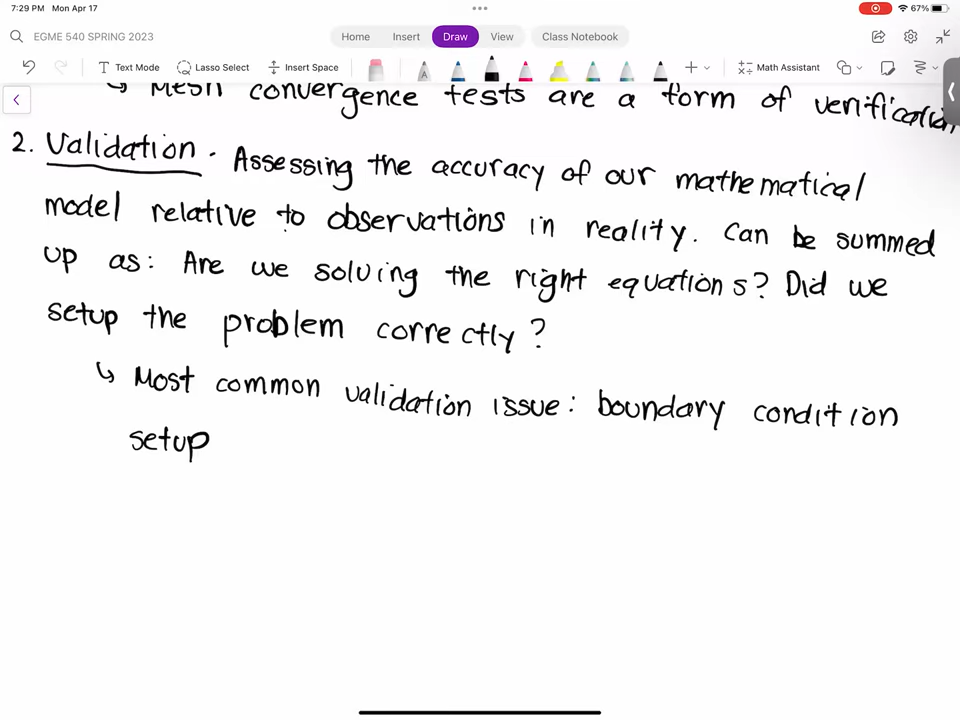 7:29 PM Mon Apr 17
67%
EGME 540 SPRING 2023
Home Insert Draw View Class Notebook
Text Mode Lasso Select Insert Space Math Assistant
↳ Mesh convergence tests are a form of verification
2. Validation - Assessing the accuracy of our mathematical
model relative to observations in reality. Can be summed
up as: Are we solving the right equations? Did we
setup the problem correctly?
↳ Most common validation issue: boundary condition
setup